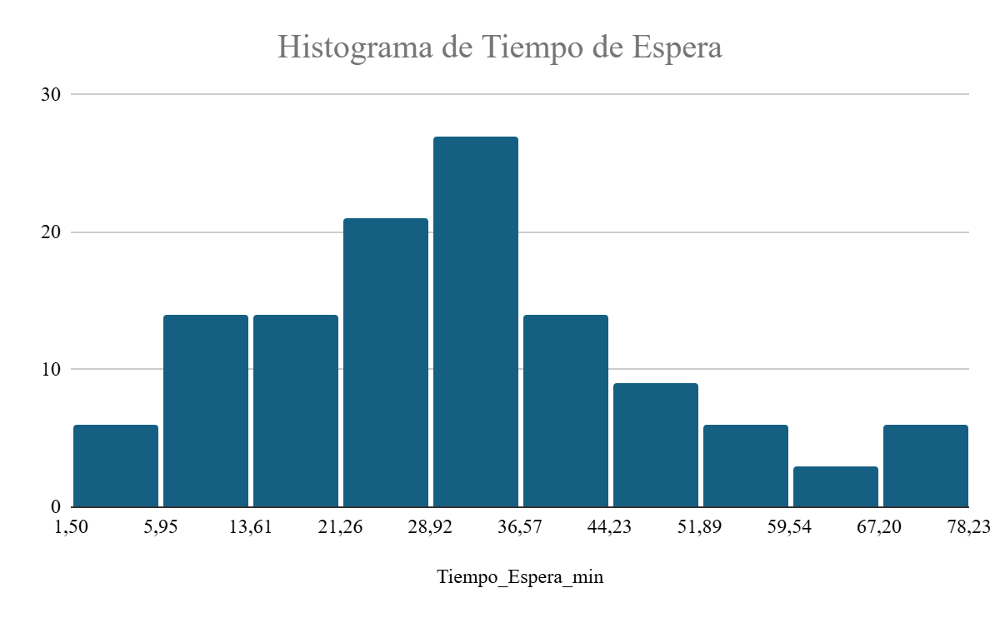 Histograma de Tiempo de Espera
30
20
10
0
1,50 5,95 13,61 21,26 28,92 36,57 44,23 51,89 59,54 67,20 78,23
Tiempo_Espera_min